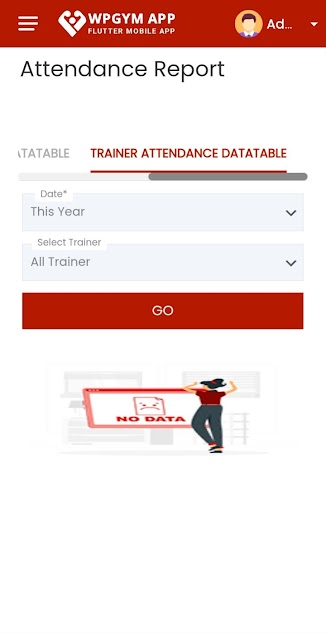 WPGYM APP
FLUTTER MOBILE APP
Ad...
Attendance Report
ATATABLE
TRAINER ATTENDANCE DATATABLE
Date*
This Year
Select Trainer
All Trainer
GO
NO DATA